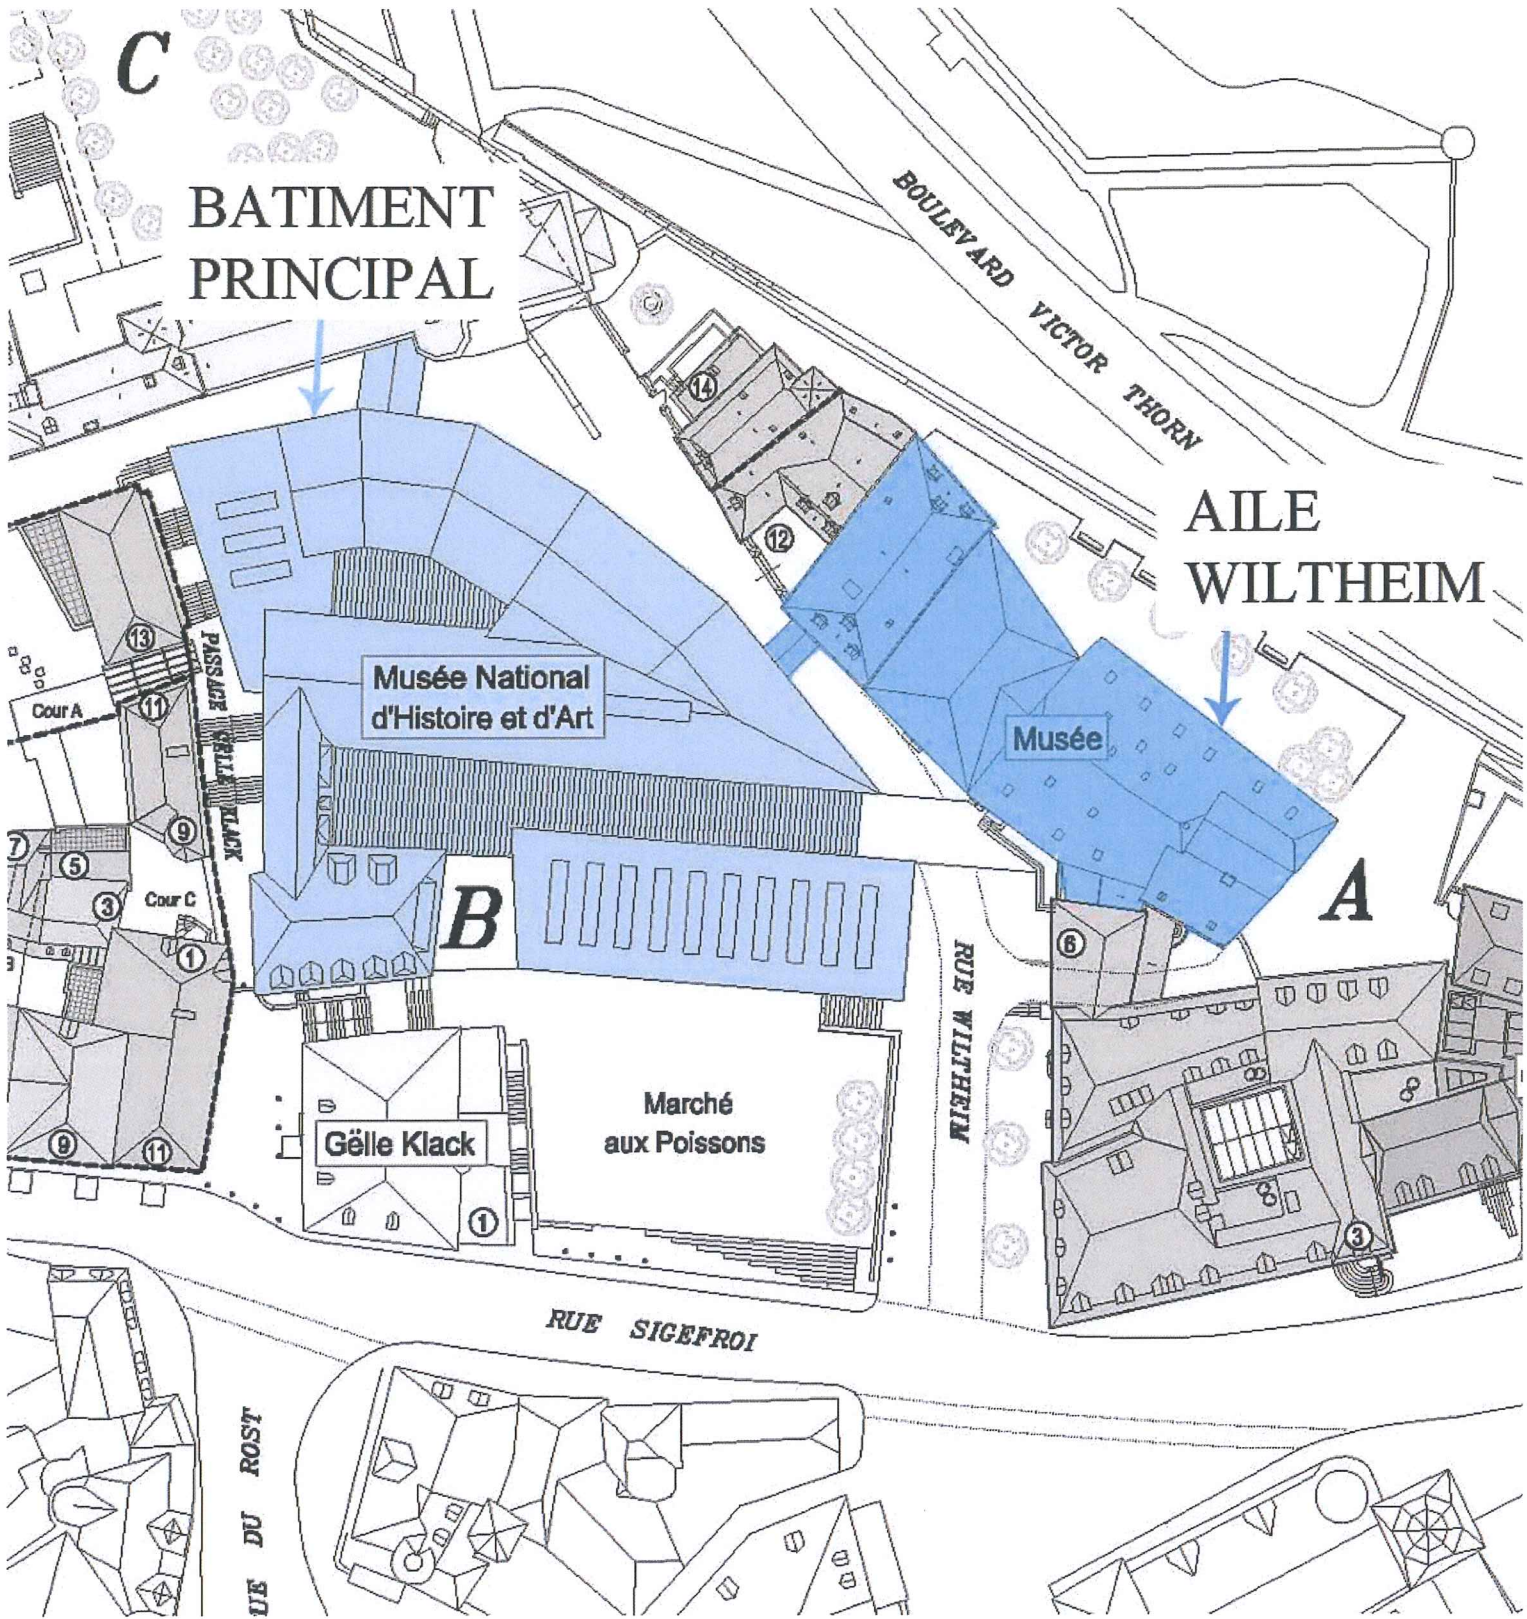 C
BATIMENT
PRINCIPAL
BOULEVARD VICTOR THORN
14
AILE
WILTHEIM
12
13
PASSAGE GËLLE KLACK
Musée National
d'Histoire et d'Art
Musée
Cour A
11
9
7
5
3
Cour C
1
B
A
6
RUE WILTHEIM
Marché
aux Poissons
Gëlle Klack
1
9
11
3
RUE SIGEFROI
UE DU ROST